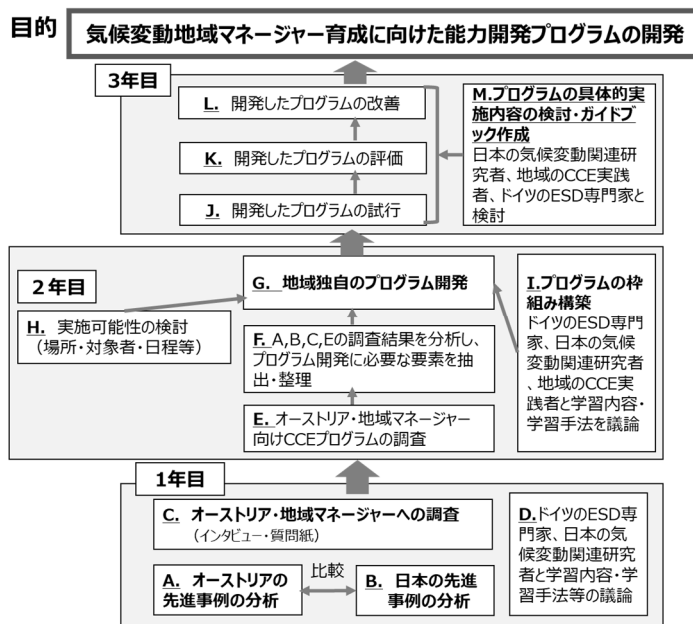 目的
気候変動地域マネージャー育成に向けた能力開発プログラムの開発
3年目
L. 開発したプログラムの改善
K. 開発したプログラムの評価
J. 開発したプログラムの試行
M.プログラムの具体的実
施内容の検討・ガイドブ
ック作成
日本の気候変動関連研
究者、地域のCCE実践
者、ドイツのESD専門家と
検討
２年目
G. 地域独自のプログラム開発
H. 実施可能性の検討
（場所・対象者・日程等）
F. A,B,C,Eの調査結果を分析し、
プログラム開発に必要な要素を抽
出・整理
E. オーストリア・地域マネージャー
向けCCEプログラムの調査
I.プログラムの枠
組み構築
ドイツのESD専門
家、日本の気候
変動関連研究者
、地域のCCE実
践者と学習内容・
学習手法を議論
1年目
C. オーストリア・地域マネージャーへの調査
（インタビュー・質問紙）
A. オーストリアの
先進事例の分析
比較
B. 日本の先進
事例の分析
D.ドイツのESD専
門家、日本の気
候変動関連研究
者と学習内容・学
習手法等の議論